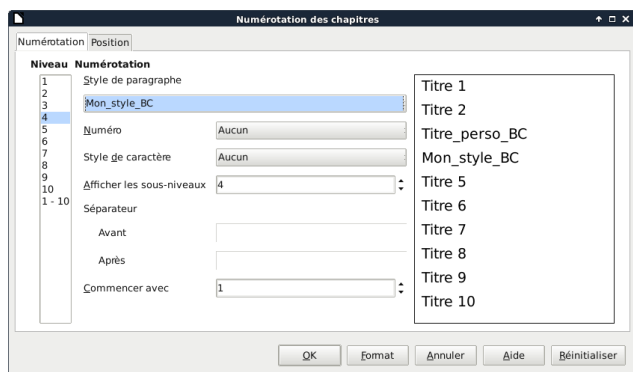 Numérotation des chapitres
Numérotation Position
Niveau Numérotation
1
2
3
4
5
6
7
8
9
10
1 - 10
Style de paragraphe
Mon_style_BC
Numéro Aucun
Style de caractère Aucun
Afficher les sous-niveaux 4
Séparateur
Avant
Après
Commencer avec 1
Titre 1
Titre 2
Titre_perso_BC
Mon_style_BC
Titre 5
Titre 6
Titre 7
Titre 8
Titre 9
Titre 10
OK Format Annuler Aide Réinitialiser